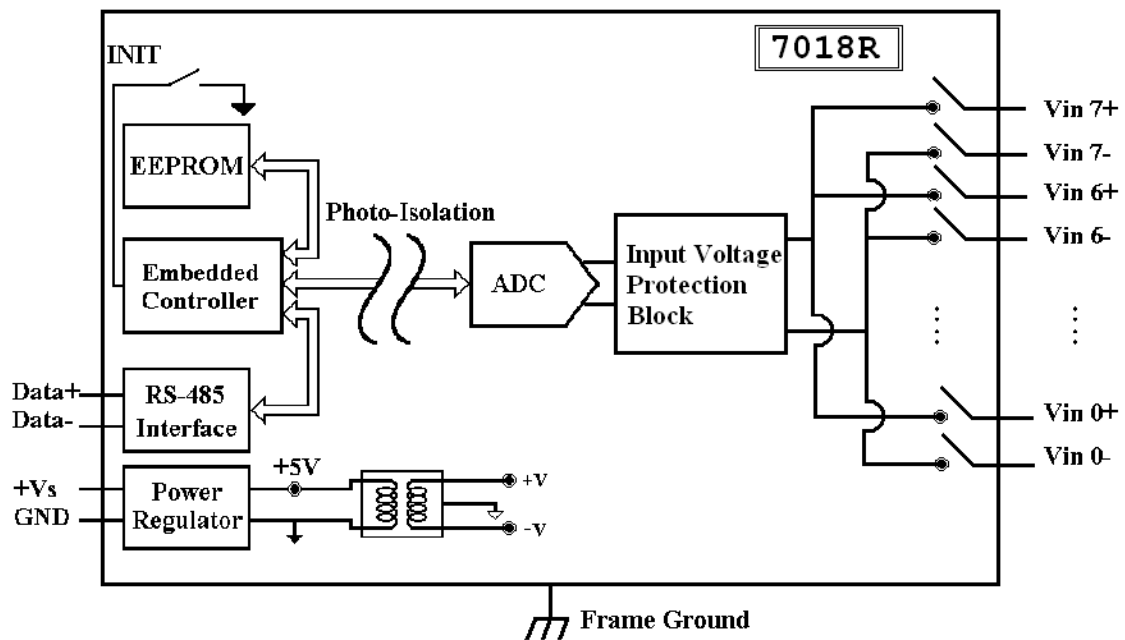 7018R
INIT
EEPROM
Photo-Isolation
Embedded
Controller
ADC
Input Voltage
Protection
Block
Vin 7+
Vin 7-
Vin 6+
Vin 6-
Vin 0+
Vin 0-
Data+
Data-
RS-485
Interface
+Vs
GND
Power
Regulator
+5V
+V
-V
Frame Ground